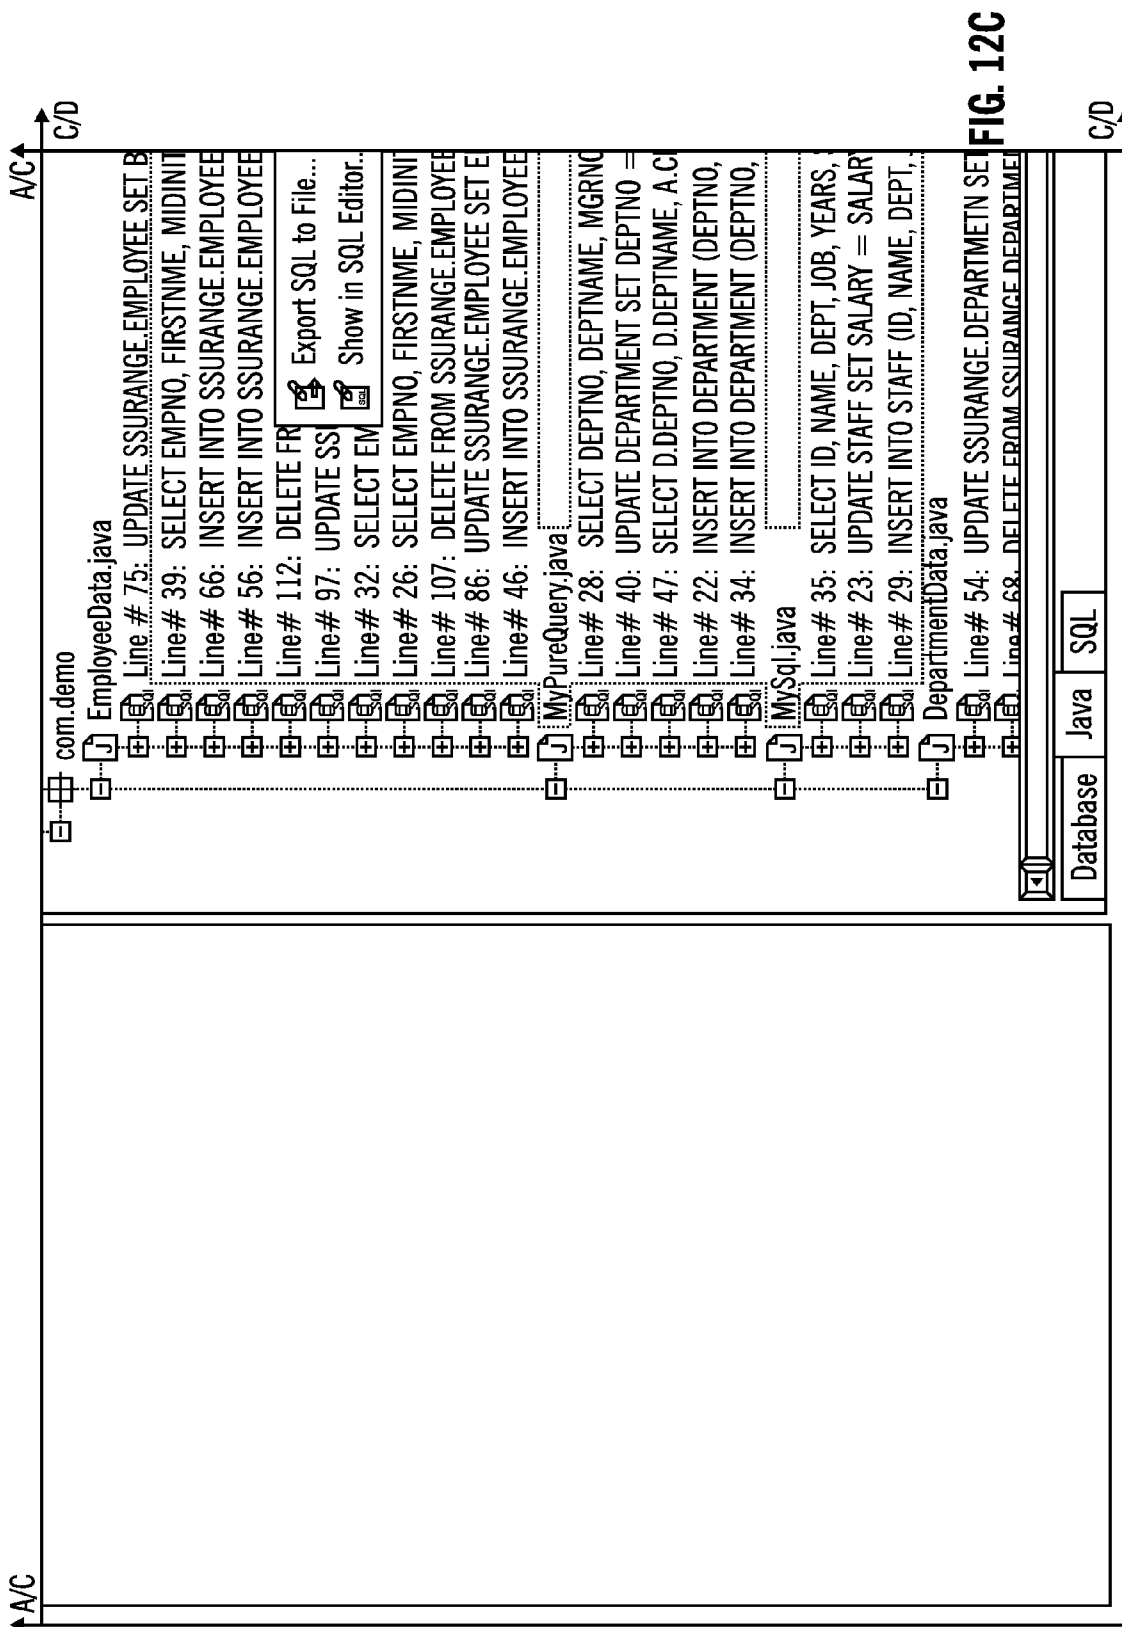 A/C
A/C
C/D
com.demo
EmployeeData.java
Line # 75: UPDATE SSURANGE.EMPLOYEE SET B
Line# 39: SELECT EMPNO, FIRSTNME, MIDINIT
Line# 66: INSERT INTO SSURANGE.EMPLOYEE
Line# 56: INSERT INTO SSURANGE.EMPLOYEE
Line# 112: DELETE FR
Export SQL to File...
Line# 97: UPDATE SSU
Show in SQL Editor..
Line# 32: SELECT EM
Line# 26: SELECT EMPNO, FIRSTNME, MIDINIT
Line# 107: DELETE FROM SSURANGE.EMPLOYEE
Line# 86: UPDATE SSURANGE.EMPLOYEE SET E
Line# 46: INSERT INTO SSURANGE.EMPLOYEE
MyPureQuery.java
Line# 28: SELECT DEPTNO, DEPTNAME, MGRNO
Line# 40: UPDATE DEPARTMENT SET DEPTNO =
Line# 47: SELECT D.DEPTNO, D.DEPTNAME, A.C
Line# 22: INSERT INTO DEPARTMENT (DEPTNO,
Line# 34: INSERT INTO DEPARTMENT (DEPTNO,
MySql.java
Line# 35: SELECT ID, NAME, DEPT, JOB, YEARS,
Line# 23: UPDATE STAFF SET SALARY = SALARY
Line# 29: INSERT INTO STAFF (ID, NAME, DEPT,
DepartmentData.java
Line# 54: UPDATE SSURANGE.DEPARTMETN SET
Line# 68: DELETE FROM SSURANGE.DEPARTMEN
Database Java SQL
FIG. 12C
C/D